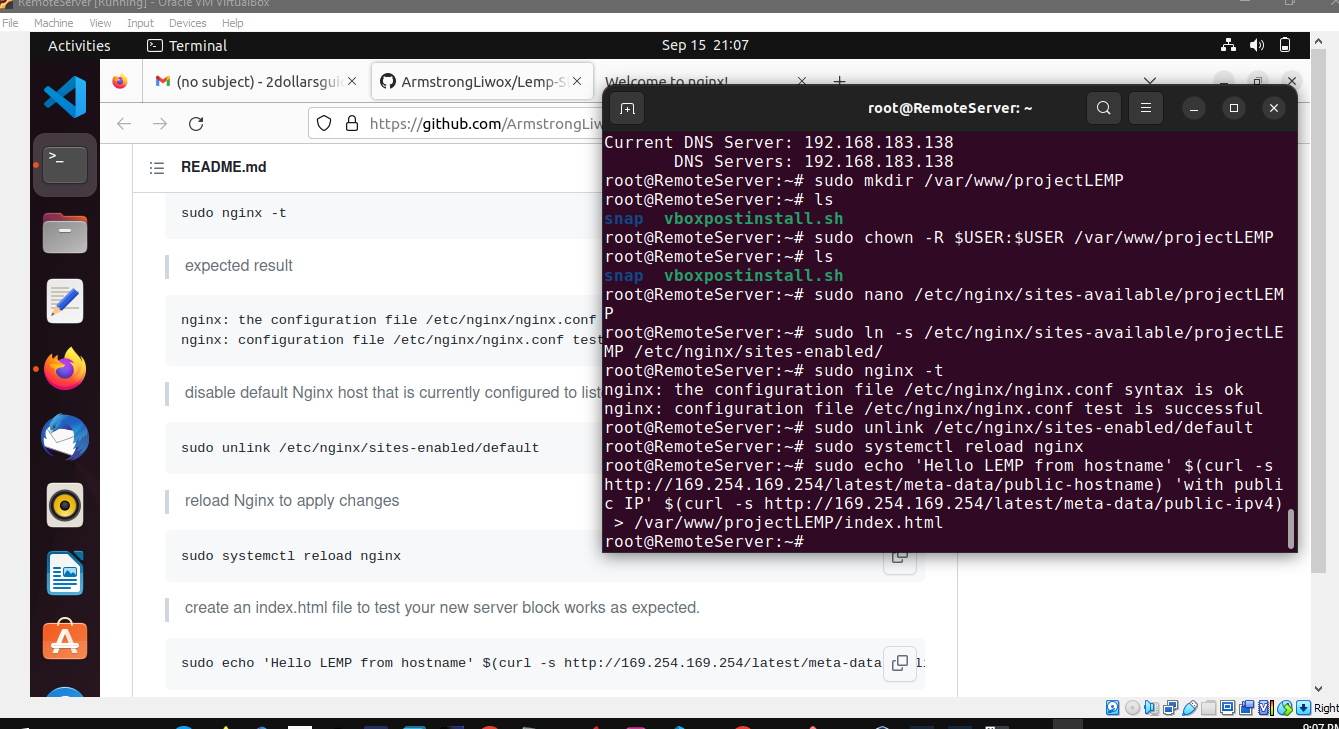 RemoteServer [Running] - Oracle VM VirtualBox
File Machine View Input Devices Help
Activities Terminal Sep 15 21:07
(no subject) - 2dollarsgui
ArmstrongLiwox/Lemp-S
Welcome to nginx!
https://github.com/ArmstrongLiw
README.md
sudo nginx -t
expected result
nginx: the configuration file /etc/nginx/nginx.conf
nginx: configuration file /etc/nginx/nginx.conf test
disable default Nginx host that is currently configured to list
sudo unlink /etc/nginx/sites-enabled/default
reload Nginx to apply changes
sudo systemctl reload nginx
create an index.html file to test your new server block works as expected.
sudo echo 'Hello LEMP from hostname' $(curl -s http://169.254.169.254/latest/meta-data
root@RemoteServer: ~
Current DNS Server: 192.168.183.138
DNS Servers: 192.168.183.138
root@RemoteServer:~# sudo mkdir /var/www/projectLEMP
root@RemoteServer:~# ls
snap vboxpostinstall.sh
root@RemoteServer:~# sudo chown -R $USER:$USER /var/www/projectLEMP
root@RemoteServer:~# ls
snap vboxpostinstall.sh
root@RemoteServer:~# sudo nano /etc/nginx/sites-available/projectLEM
P
root@RemoteServer:~# sudo ln -s /etc/nginx/sites-available/projectLE
MP /etc/nginx/sites-enabled/
root@RemoteServer:~# sudo nginx -t
nginx: the configuration file /etc/nginx/nginx.conf syntax is ok
nginx: configuration file /etc/nginx/nginx.conf test is successful
root@RemoteServer:~# sudo unlink /etc/nginx/sites-enabled/default
root@RemoteServer:~# sudo systemctl reload nginx
root@RemoteServer:~# sudo echo 'Hello LEMP from hostname' $(curl -s
http://169.254.169.254/latest/meta-data/public-hostname) 'with publi
c IP' $(curl -s http://169.254.169.254/latest/meta-data/public-ipv4)
> /var/www/projectLEMP/index.html
root@RemoteServer:~#
Right